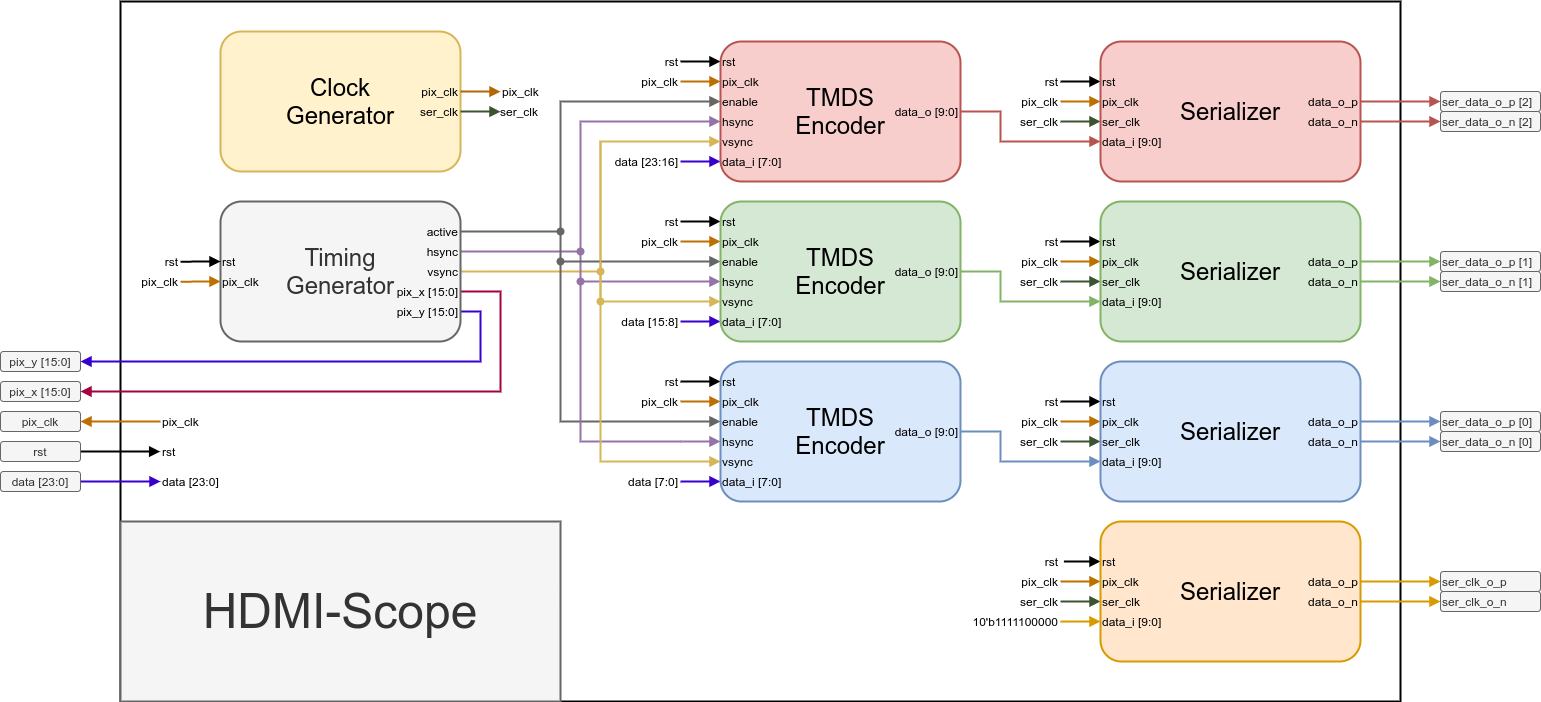 Clock
Generator
pix_clk
ser_clk
pix_clk
ser_clk
rst
pix_clk
rst
pix_clk
Timing
Generator
active
hsync
vsync
pix_x [15:0]
pix_y [15:0]
pix_y [15:0]
pix_x [15:0]
pix_clk
pix_clk
rst
rst
data [23:0]
data [23:0]
HDMI-Scope
rst
pix_clk
data [23:16]
rst
pix_clk
enable
hsync
vsync
data_i [7:0]
TMDS
Encoder
data_o [9:0]
rst
pix_clk
ser_clk
rst
pix_clk
ser_clk
data_i [9:0]
Serializer
data_o_p
data_o_n
ser_data_o_p [2]
ser_data_o_n [2]
rst
pix_clk
data [15:8]
rst
pix_clk
enable
hsync
vsync
data_i [7:0]
TMDS
Encoder
data_o [9:0]
rst
pix_clk
ser_clk
rst
pix_clk
ser_clk
data_i [9:0]
Serializer
data_o_p
data_o_n
ser_data_o_p [1]
ser_data_o_n [1]
rst
pix_clk
data [7:0]
rst
pix_clk
enable
hsync
vsync
data_i [7:0]
TMDS
Encoder
data_o [9:0]
rst
pix_clk
ser_clk
rst
pix_clk
ser_clk
data_i [9:0]
Serializer
data_o_p
data_o_n
ser_data_o_p [0]
ser_data_o_n [0]
rst
pix_clk
ser_clk
10'b1111100000
rst
pix_clk
ser_clk
data_i [9:0]
Serializer
data_o_p
data_o_n
ser_clk_o_p
ser_clk_o_n